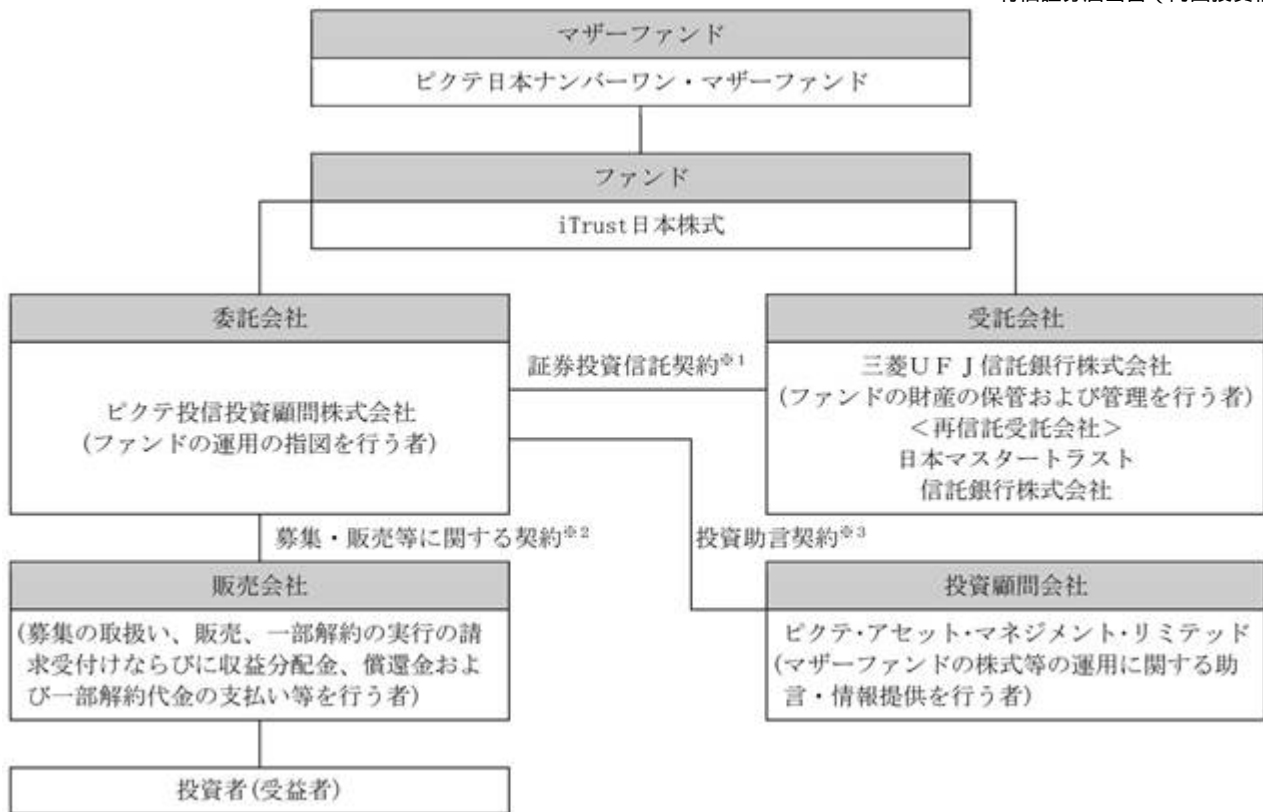 マザーファンド
ピクテ日本ナンバーワン・マザーファンド
ファンド
iTrust日本株式
委託会社
ピクテ投信投資顧問株式会社
(ファンドの運用の指図を行う者)
証券投資信託契約※1
受託会社
三菱UFJ信託銀行株式会社
(ファンドの財産の保管および管理を行う者)
<再信託受託会社>
日本マスタートラスト
信託銀行株式会社
募集・販売等に関する契約※2
投資助言契約※3
販売会社
(募集の取扱い、販売、一部解約の実行の請
求受付けならびに収益分配金、償還金およ
び一部解約代金の支払い等を行う者)
投資顧問会社
ピクテ・アセット・マネジメント・リミテッド
(マザーファンドの株式等の運用に関する助
言・情報提供を行う者)
投資者(受益者)